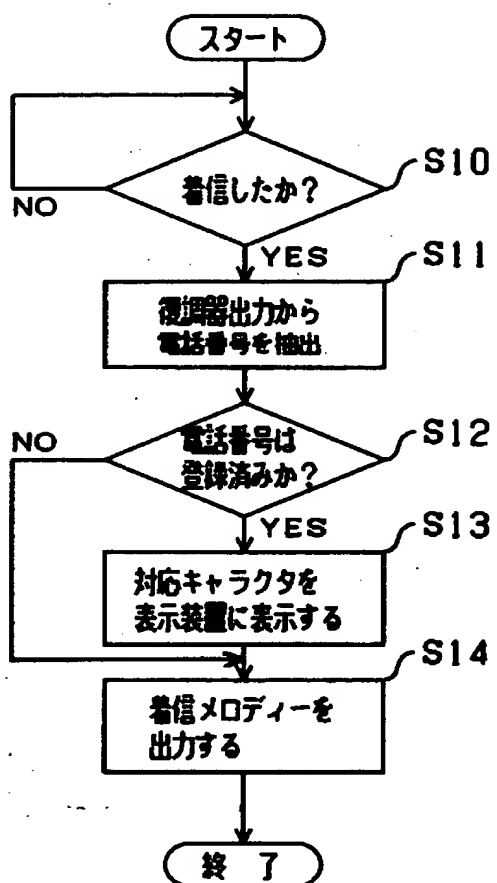 スタート
着信したか?
S10
NO
YES
S11
復調器出力から
電話番号を抽出
NO
電話番号は
登録済みか?
S12
YES
S13
対応キャラクタを
表示装置に表示する
S14
着信メロディーを
出力する
終 了